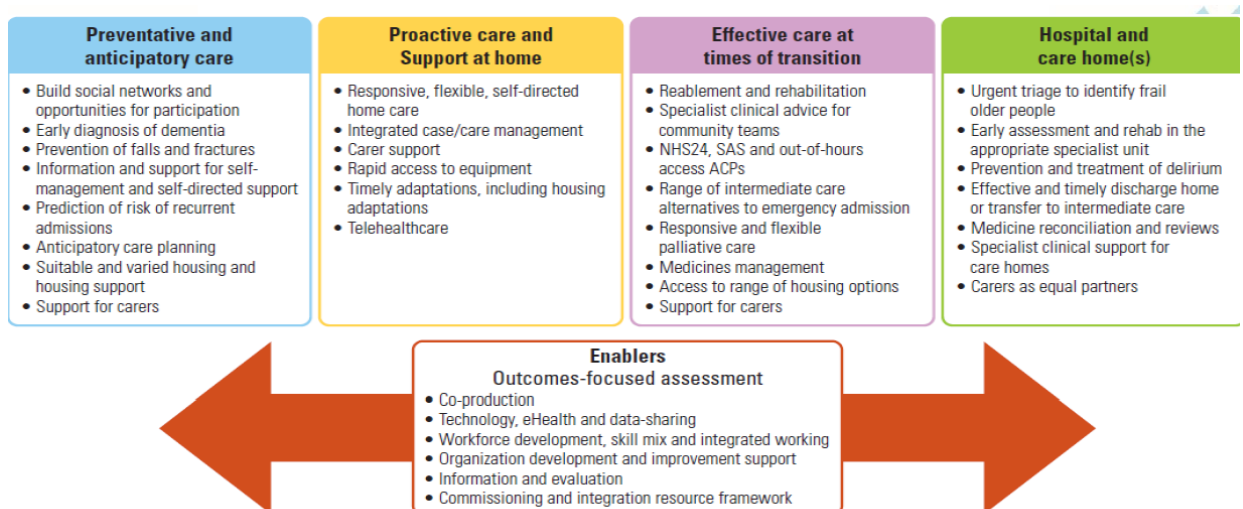 Preventative and
anticipatory care
• Build social networks and
opportunities for participation
• Early diagnosis of dementia
• Prevention of falls and fractures
• Information and support for self-
management and self-directed support
• Prediction of risk of recurrent
admissions
• Anticipatory care planning
• Suitable and varied housing and
housing support
• Support for carers
Proactive care and
Support at home
• Responsive, flexible, self-directed
home care
• Integrated case/care management
• Carer support
• Rapid access to equipment
• Timely adaptations, including housing
adaptations
• Telehealthcare
Effective care at
times of transition
• Reablement and rehabilitation
• Specialist clinical advice for
community teams
• NHS24, SAS and out-of-hours
access ACPs
• Range of intermediate care
alternatives to emergency admission
• Responsive and flexible
palliative care
• Medicines management
• Access to range of housing options
• Support for carers
Hospital and
care home(s)
• Urgent triage to identify frail
older people
• Early assessment and rehab in the
appropriate specialist unit
• Prevention and treatment of delirium
• Effective and timely discharge home
or transfer to intermediate care
• Medicine reconciliation and reviews
• Specialist clinical support for
care homes
• Carers as equal partners
Enablers
Outcomes-focused assessment
• Co-production
• Technology, eHealth and data-sharing
• Workforce development, skill mix and integrated working
• Organization development and improvement support
• Information and evaluation
• Commissioning and integration resource framework